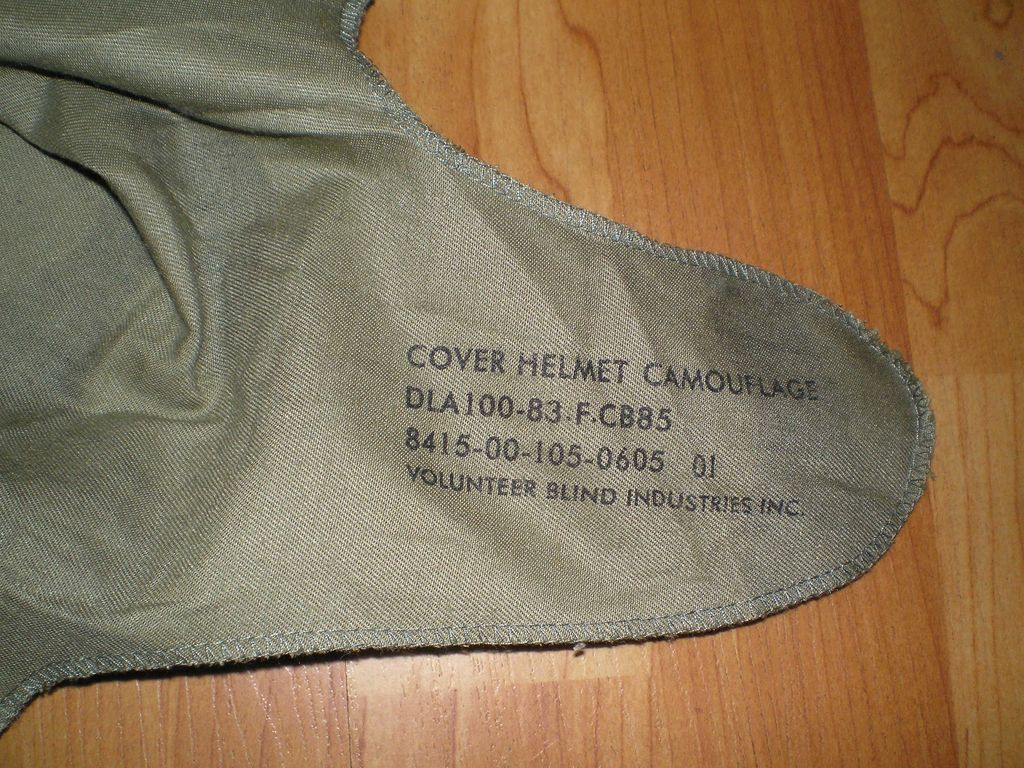 COVER HELMET CAMOUFLAGE
DLA100-83-F-CB85
8415-00-105-0605 01
VOLUNTEER BLIND INDUSTRIES INC.